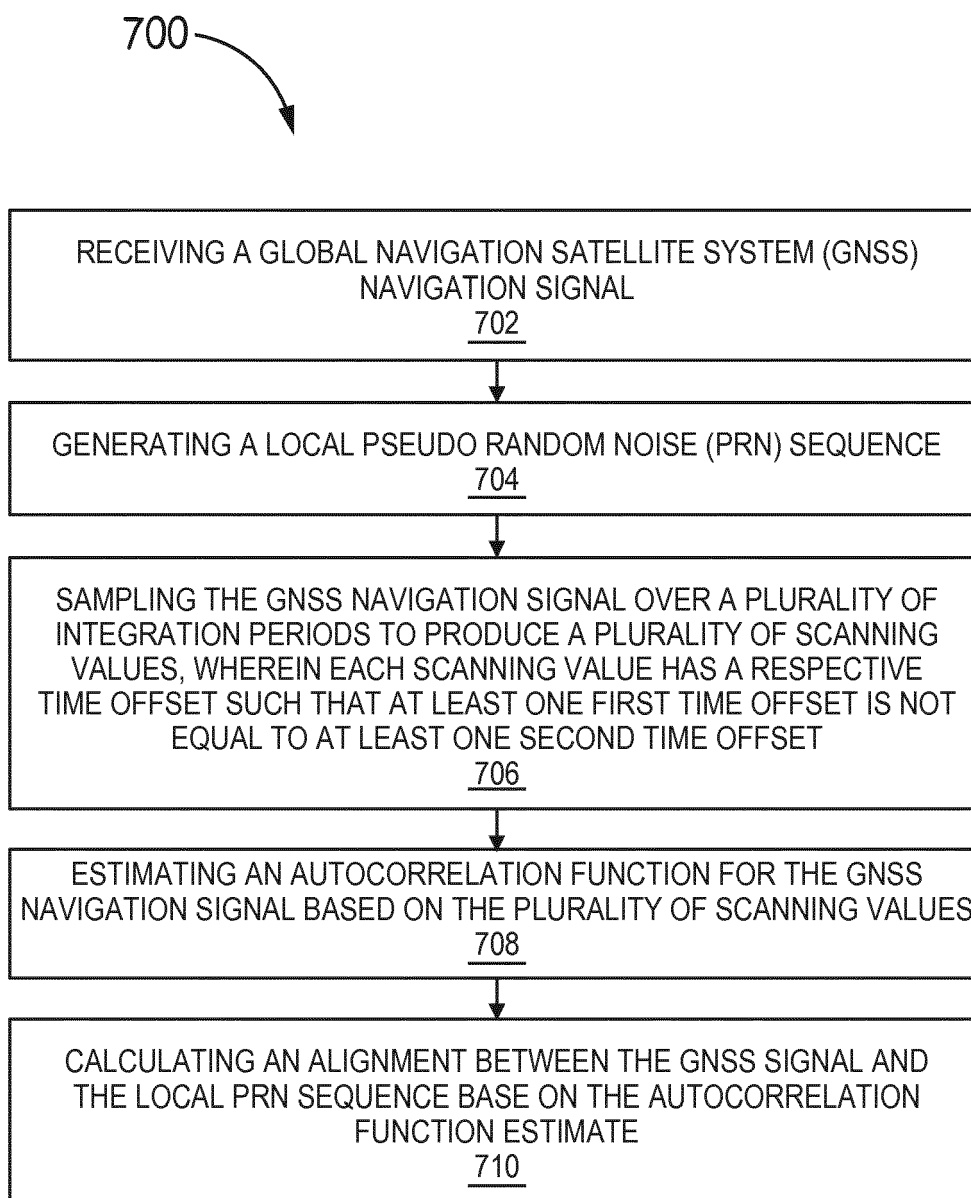 700
RECEIVING A GLOBAL NAVIGATION SATELLITE SYSTEM (GNSS)
NAVIGATION SIGNAL
702
GENERATING A LOCAL PSEUDO RANDOM NOISE (PRN) SEQUENCE
704
SAMPLING THE GNSS NAVIGATION SIGNAL OVER A PLURALITY OF
INTEGRATION PERIODS TO PRODUCE A PLURALITY OF SCANNING
VALUES, WHEREIN EACH SCANNING VALUE HAS A RESPECTIVE
TIME OFFSET SUCH THAT AT LEAST ONE FIRST TIME OFFSET IS NOT
EQUAL TO AT LEAST ONE SECOND TIME OFFSET
706
ESTIMATING AN AUTOCORRELATION FUNCTION FOR THE GNSS
NAVIGATION SIGNAL BASED ON THE PLURALITY OF SCANNING VALUES
708
CALCULATING AN ALIGNMENT BETWEEN THE GNSS SIGNAL AND
THE LOCAL PRN SEQUENCE BASE ON THE AUTOCORRELATION
FUNCTION ESTIMATE
710